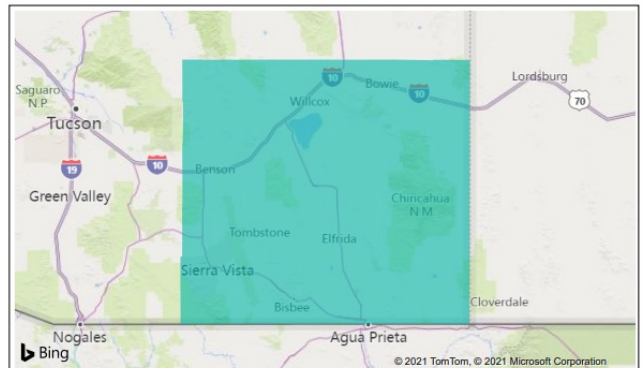 10
Bowie
Lordsburg
Saguaro
N P
Willcox
10
70
Tucson
19
10
Benson
Green Valley
Chiricahua
N M
Tombstone
Elfrida
Sierra Vista
Bisbee
Cloverdale
Nogales
Agua Prieta
Bing
© 2021 TomTom, © 2021 Microsoft Corporation